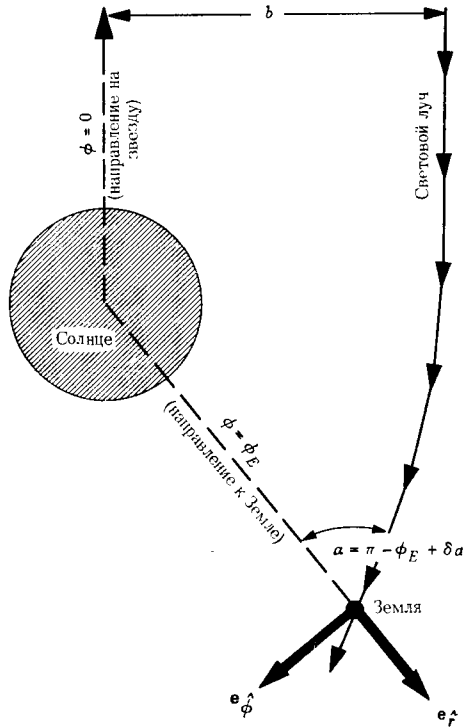 b
ϕ = 0
(направление на
звезду)
Световой луч
Солнце
ϕ = ϕ_E
(направление к Земле)
α = π − ϕ_E + δα
Земля
e_ϕ̂
e_r̂